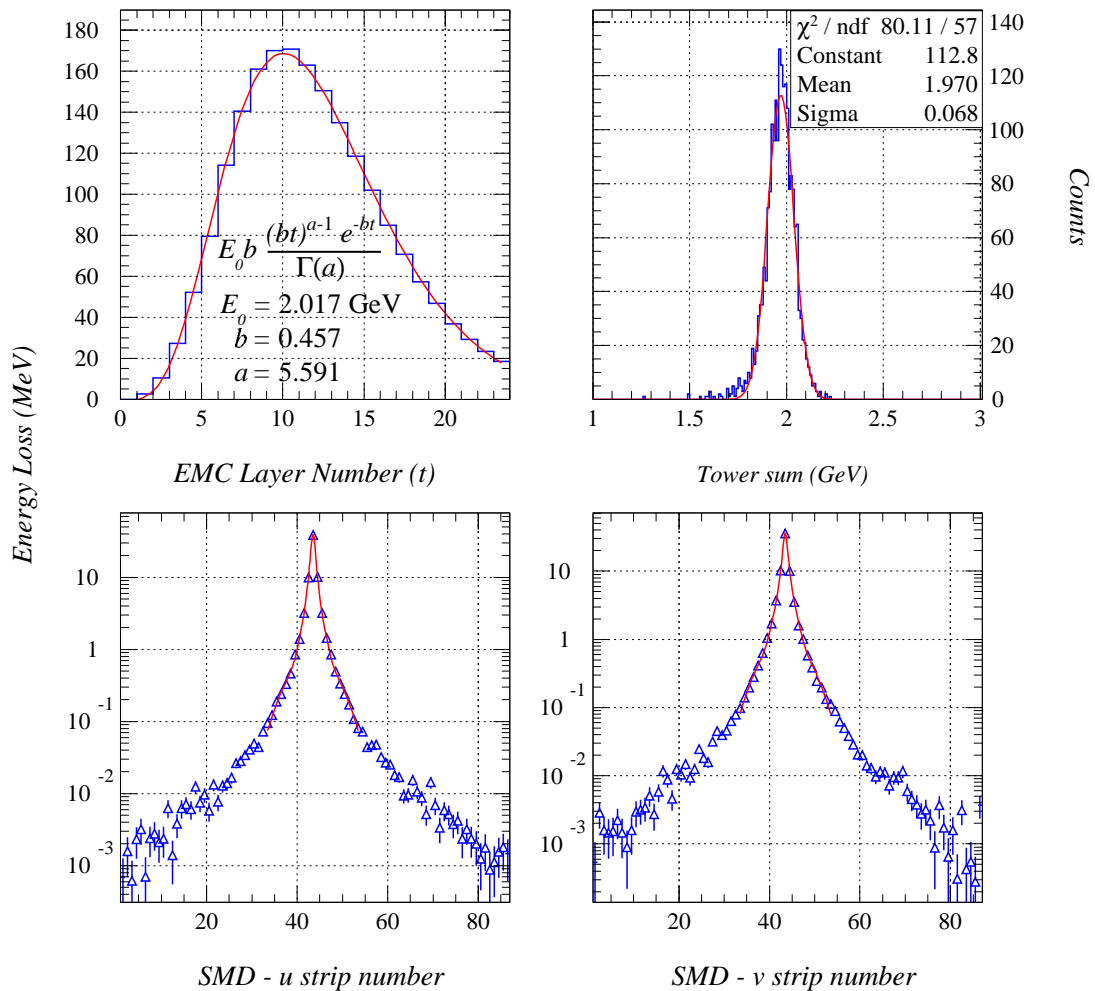 180
160
140
120
100
80
60
40
20
0
E₀b (bt)^{a-1} e^{-bt}
Γ(a)
E₀ = 2.017 GeV
b = 0.457
a = 5.591
0 5 10 15 20
EMC Layer Number (t)
χ² / ndf 80.11 / 57
Constant 112.8
Mean 1.970
Sigma 0.068
140
120
100
80
60
40
20
0
Counts
1 1.5 2 2.5 3
Tower sum (GeV)
Energy Loss (MeV)
10
1
10⁻¹
10⁻²
10⁻³
20 40 60 80
SMD - u strip number
10
1
10⁻¹
10⁻²
10⁻³
20 40 60 80
SMD - v strip number